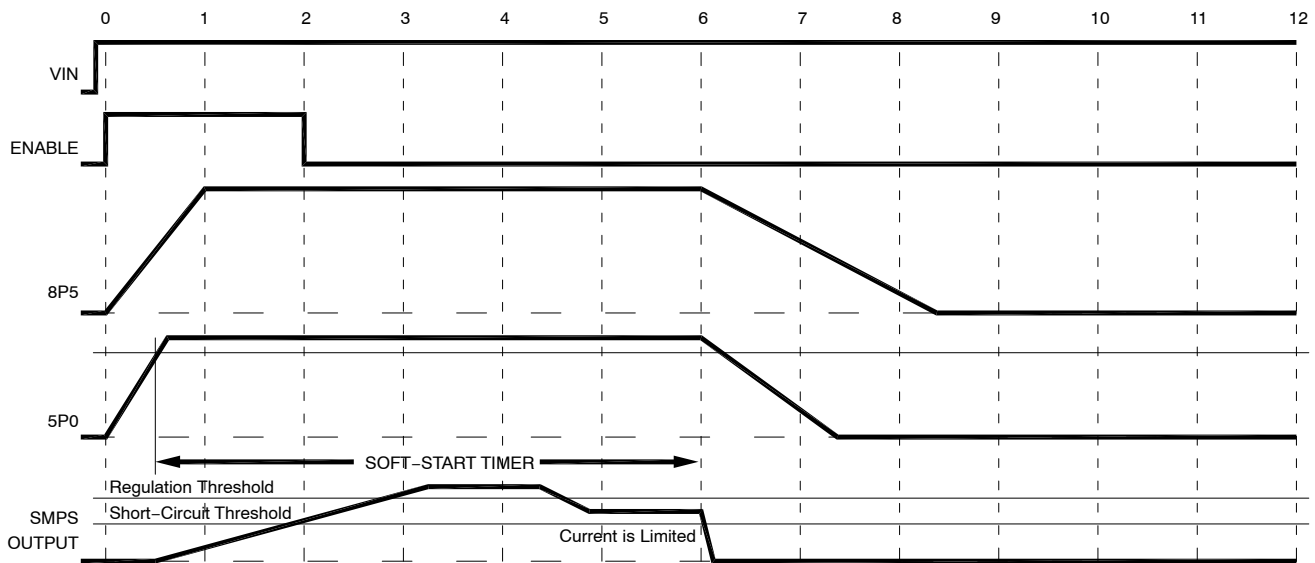 0 1 2 3 4 5 6 7 8 9 10 11 12
VIN
ENABLE
8P5
5P0
SOFT−START TIMER
Regulation Threshold
Short−Circuit Threshold
SMPS
OUTPUT
Current is Limited